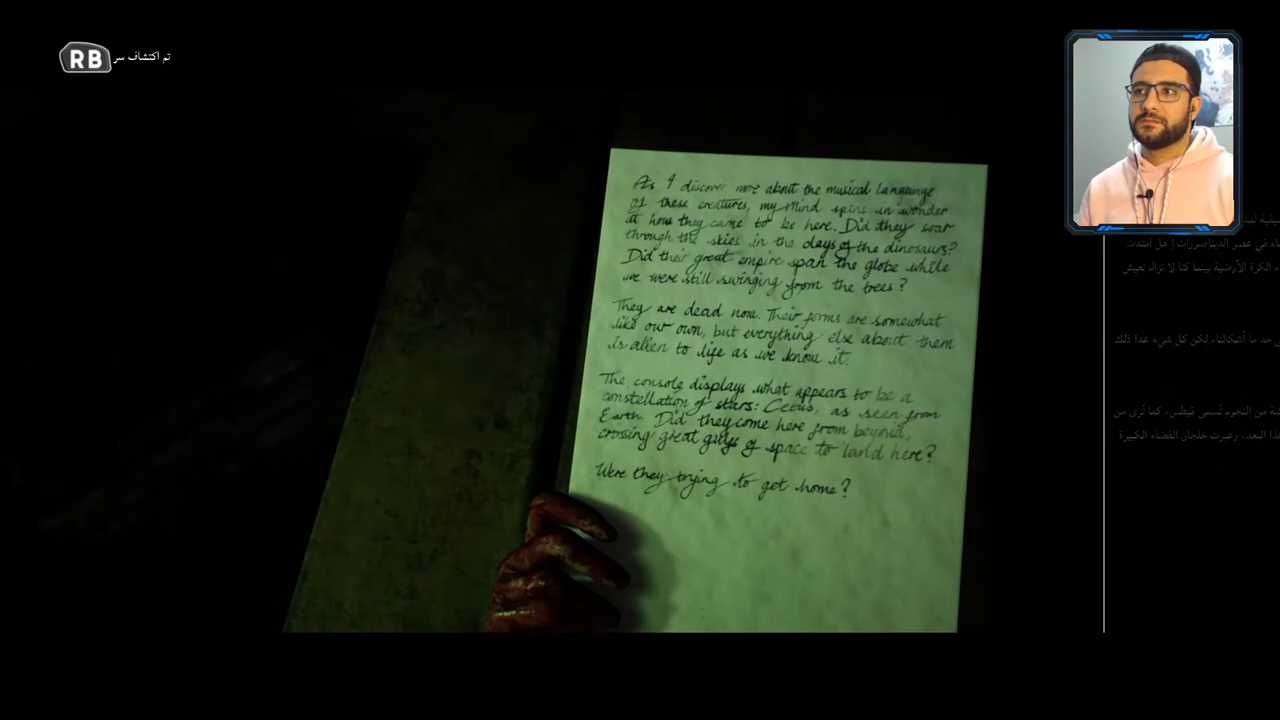 RB
تم اكتشاف سر
As I discover more about the musical language
of these creatures, my mind spins in wonder
at how they came to be here. Did they soar
through the skies in the days of the dinosaurs?
Did their great empire span the globe while
we were still swinging from the trees?
They are dead now. Their forms are somewhat
like our own, but everything else about them
is alien to life as we know it.
The console displays what appears to be a
constellation of stars: Cetus, as seen from
Earth. Did they come here from beyond,
crossing great gulfs of space to land here?
Were they trying to get home?
في عصر الديناصورات؟ هل امتدت
الكرة الأرضية بينما كنا لا نزال نعيش
حد ما أشكالنا، لكن كل شيء عدا ذلك
من النجوم تُسمى قيطس، كما تُرى من
البعد، وعبرت خلجان الفضاء الكبيرة